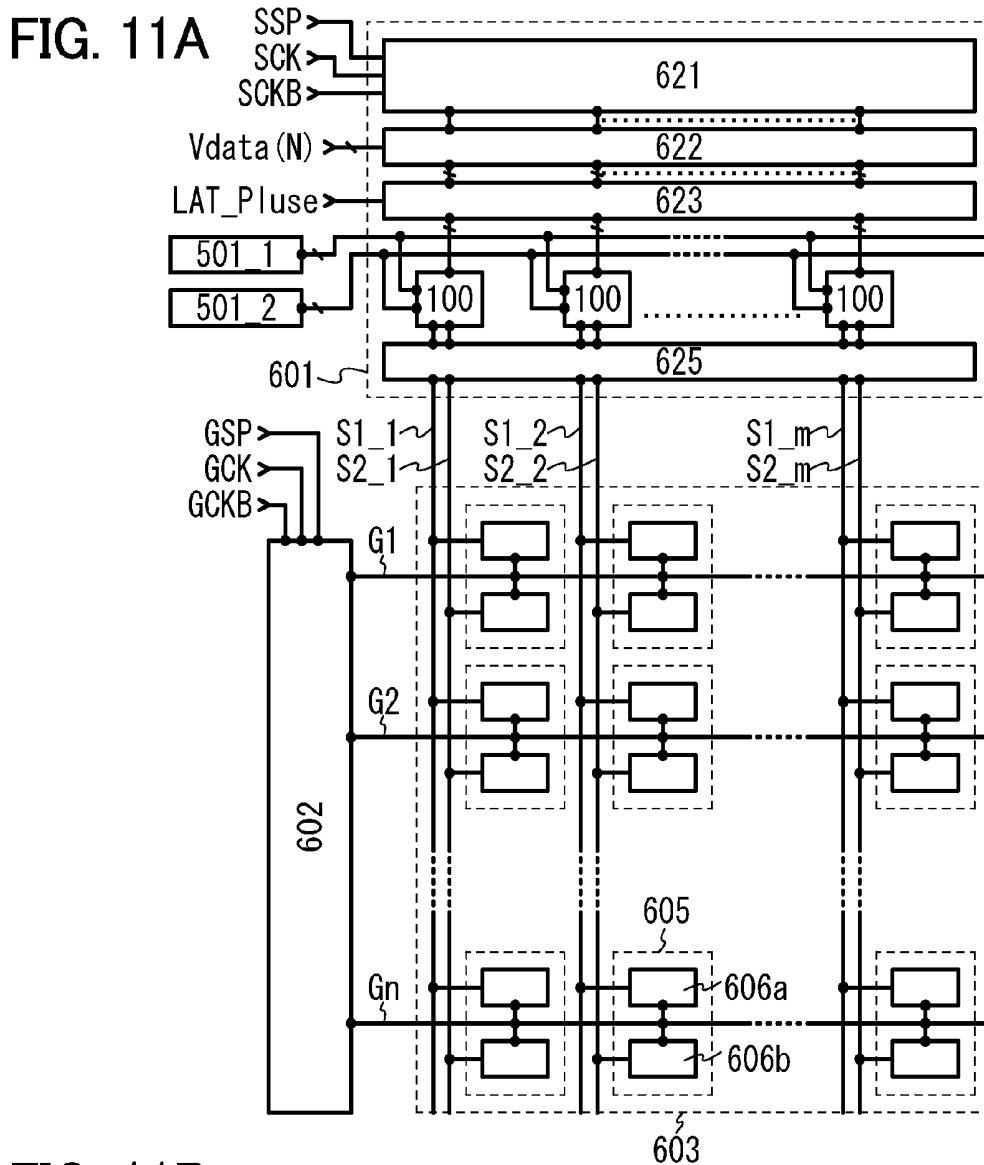 FIG. 11A
SSP
SCK
SCKB
621
Vdata(N)
622
LAT_Pluse
623
501_1
501_2
100
100
100
625
601
GSP
GCK
GCKB
S1_1
S2_1
S1_2
S2_2
S1_m
S2_m
G1
G2
602
605
Gn
606a
606b
603